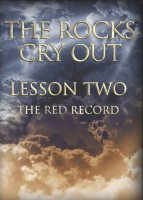 THE ROCKS
CRY OUT
LESSON TWO
THE RED RECORD